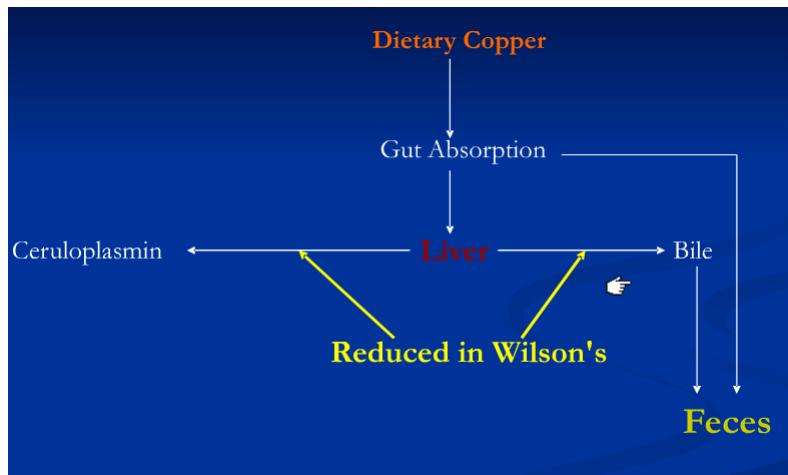 Dietary Copper
Gut Absorption
Ceruloplasmin
Liver
Bile
Reduced in Wilson's
Feces